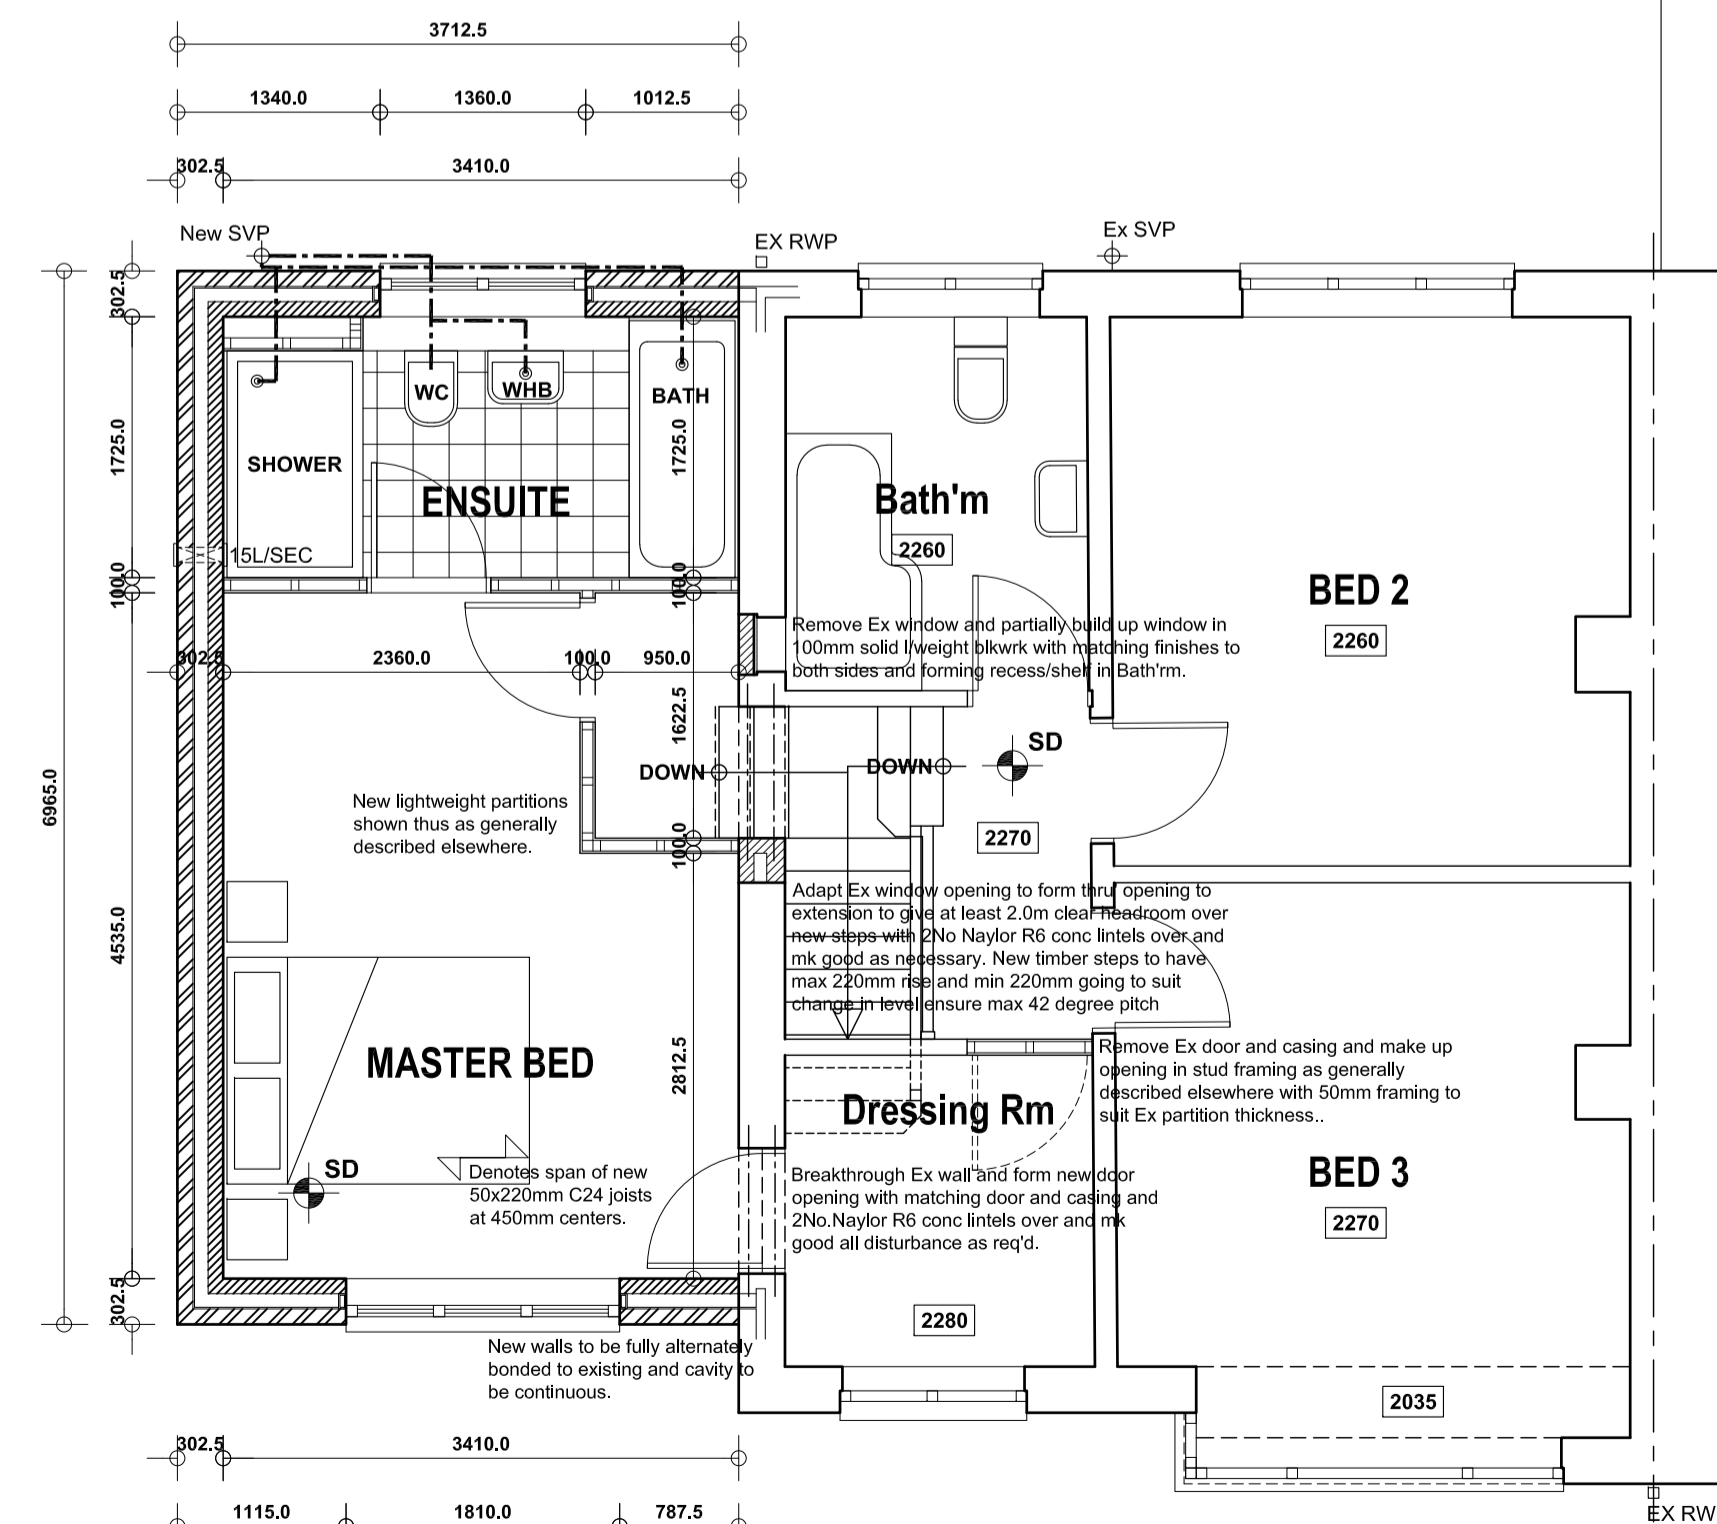 3712.5
1340.0 1360.0 1012.5
302.5 3410.0
New SVP
EX RWP
Ex SVP
302.5
1725.0
100.0
4535.0
302.5
6965.0
WC
WHB
BATH
SHOWER
ENSUITE
1725.0
15L/SEC
100.0
Bath'm
2260
BED 2
2260
Remove Ex window and partially build up window in
100mm solid l/weight blkwrk with matching finishes to
both sides and forming recess/shelf in Bath'rm.
302.5 2360.0 100.0 950.0
1622.5
DOWN
DOWN
SD
2270
New lightweight partitions
shown thus as generally
described elsewhere.
100.0
Adapt Ex window opening to form thru' opening to
extension to give at least 2.0m clear headroom over
new steps with 2No Naylor R6 conc lintels over and
mk good as necessary. New timber steps to have
max 220mm rise and min 220mm going to suit
change in level ensure max 42 degree pitch
MASTER BED
2812.5
Remove Ex door and casing and make up
opening in stud framing as generally
described elsewhere with 50mm framing to
suit Ex partition thickness..
Dressing Rm
SD
Denotes span of new
50x220mm C24 joists
at 450mm centers.
Breakthrough Ex wall and form new door
opening with matching door and casing and
2No.Naylor R6 conc lintels over and mk
good all disturbance as req'd.
BED 3
2270
2280
New walls to be fully alternately
bonded to existing and cavity to
be continuous.
2035
302.5 3410.0
1115.0 1810.0 787.5
EX RW